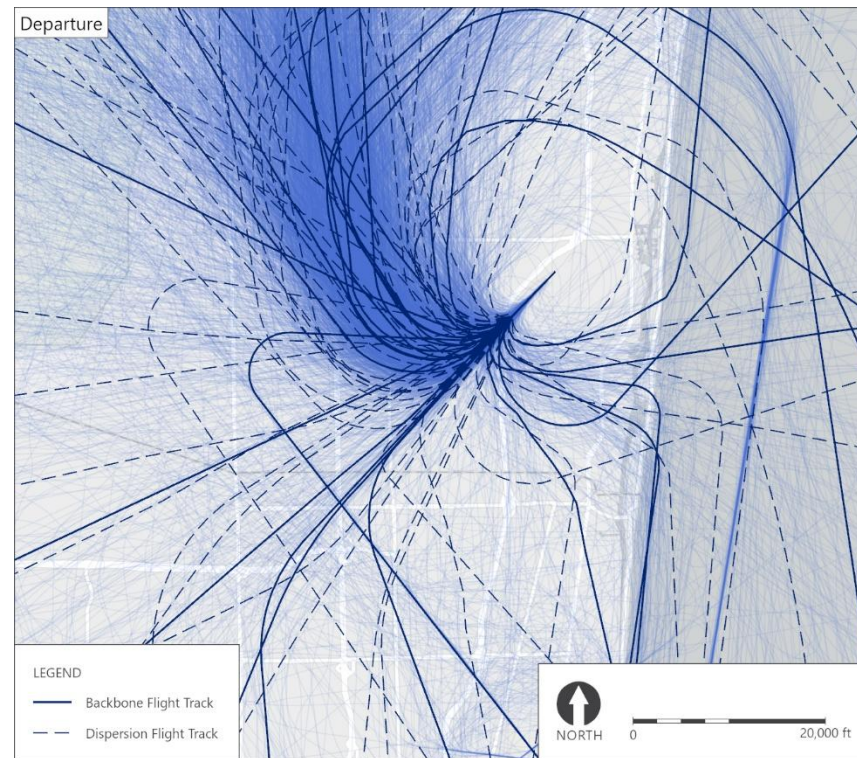 Departure
LEGEND
Backbone Flight Track
Dispersion Flight Track
NORTH
0
20,000 ft